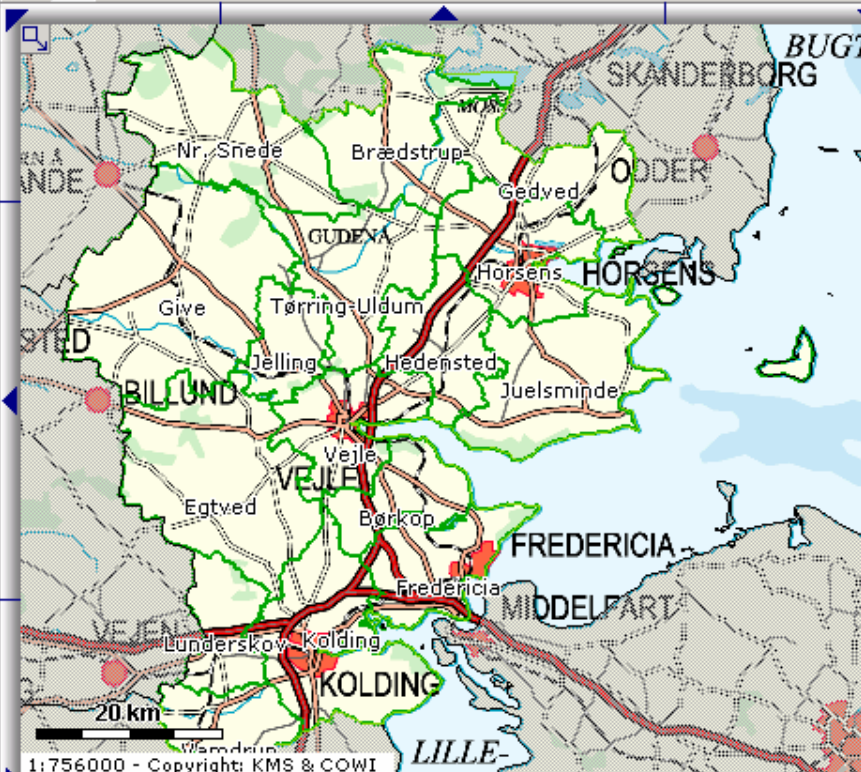 BUGT
SKANDERBORG
MOSSØ
Nr. Snede
Brædstrup
ODDER
ANDE
Gedved
GUDENÅ
Horsens
HORSENS
Give
Tørring-Uldum
STED
Jelling
Hedensted
BILLUND
Juelsminde
Vejle
VEJLE
Egtved
Børkop
FREDERICIA
Fredericia
MIDDELFART
VEJEN
Lunderskov
Kolding
KOLDING
20 km
Vamdrup
LILLE-
1:756000 - Copyright: KMS & COWI